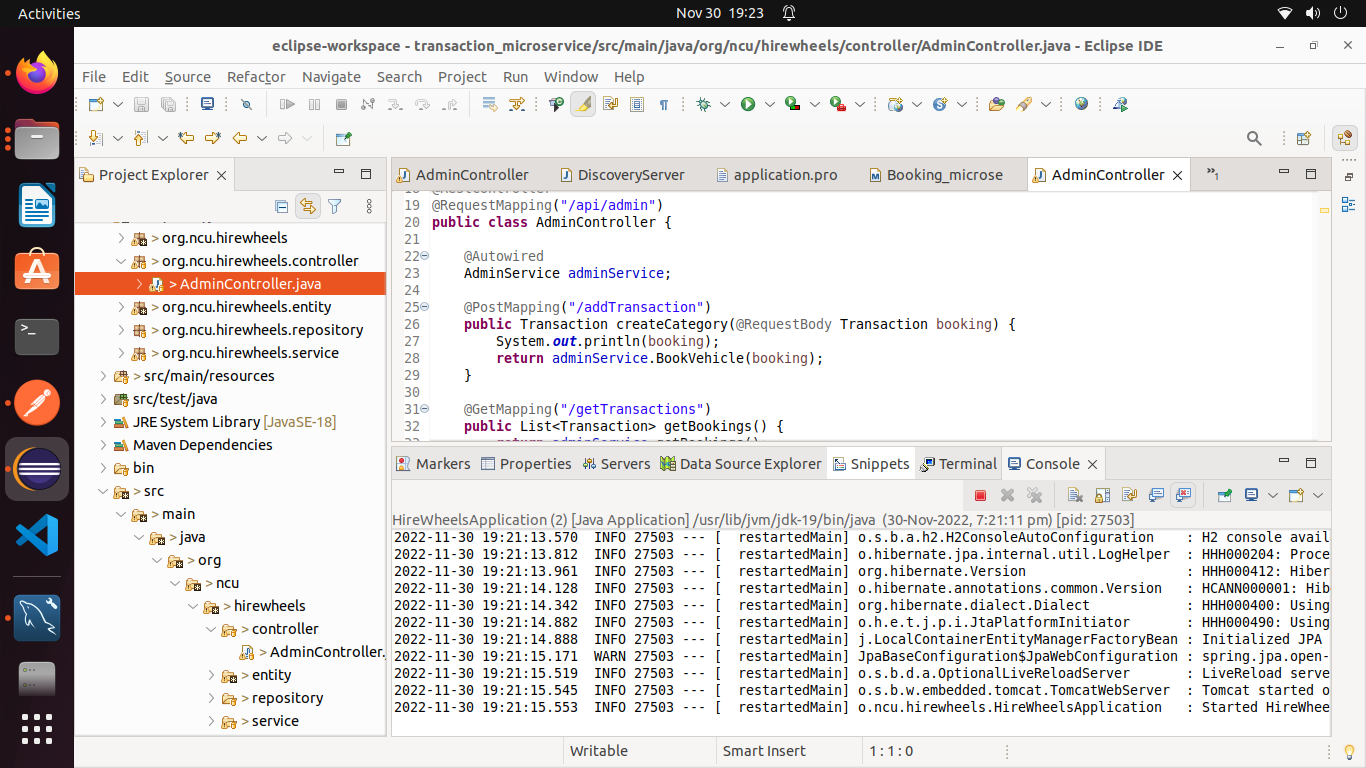 Activities
Nov 30 19:23
eclipse-workspace - transaction_microservice/src/main/java/org/ncu/hirewheels/controller/AdminController.java - Eclipse IDE
File Edit Source Refactor Navigate Search Project Run Window Help
Project Explorer
> org.ncu.hirewheels
> org.ncu.hirewheels.controller
> AdminController.java
> org.ncu.hirewheels.entity
> org.ncu.hirewheels.repository
> org.ncu.hirewheels.service
> src/main/resources
src/test/java
JRE System Library [JavaSE-18]
Maven Dependencies
> bin
> src
> main
> java
> org
> ncu
> hirewheels
> controller
> AdminController.
> entity
> repository
> service
AdminController DiscoveryServer application.pro Booking_microse AdminController »1
18 @RestController
19 @RequestMapping("/api/admin")
20 public class AdminController {
21
22 @Autowired
23 AdminService adminService;
24
25 @PostMapping("/addTransaction")
26 public Transaction createCategory(@RequestBody Transaction booking) {
27 System.out.println(booking);
28 return adminService.BookVehicle(booking);
29 }
30
31 @GetMapping("/getTransactions")
32 public List<Transaction> getBookings() {
33 return adminService.getBookings()
Markers Properties Servers Data Source Explorer Snippets Terminal Console
HireWheelsApplication (2) [Java Application] /usr/lib/jvm/jdk-19/bin/java (30-Nov-2022, 7:21:11 pm) [pid: 27503]
2022-11-30 19:21:13.570 INFO 27503 --- [ restartedMain] o.s.b.a.h2.H2ConsoleAutoConfiguration : H2 console avail
2022-11-30 19:21:13.812 INFO 27503 --- [ restartedMain] o.hibernate.jpa.internal.util.LogHelper : HHH000204: Proce
2022-11-30 19:21:13.961 INFO 27503 --- [ restartedMain] org.hibernate.Version : HHH000412: Hiber
2022-11-30 19:21:14.128 INFO 27503 --- [ restartedMain] o.hibernate.annotations.common.Version : HCANN000001: Hib
2022-11-30 19:21:14.342 INFO 27503 --- [ restartedMain] org.hibernate.dialect.Dialect : HHH000400: Using
2022-11-30 19:21:14.882 INFO 27503 --- [ restartedMain] o.h.e.t.j.p.i.JtaPlatformInitiator : HHH000490: Using
2022-11-30 19:21:14.888 INFO 27503 --- [ restartedMain] j.LocalContainerEntityManagerFactoryBean : Initialized JPA
2022-11-30 19:21:15.171 WARN 27503 --- [ restartedMain] JpaBaseConfiguration$JpaWebConfiguration : spring.jpa.open-
2022-11-30 19:21:15.519 INFO 27503 --- [ restartedMain] o.s.b.d.a.OptionalLiveReloadServer : LiveReload serve
2022-11-30 19:21:15.545 INFO 27503 --- [ restartedMain] o.s.b.w.embedded.tomcat.TomcatWebServer : Tomcat started o
2022-11-30 19:21:15.553 INFO 27503 --- [ restartedMain] o.ncu.hirewheels.HireWheelsApplication : Started HireWhee
Writable Smart Insert 1 : 1 : 0